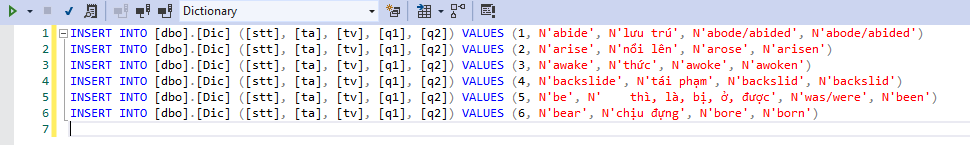 Dictionary
1 INSERT INTO [dbo].[Dic] ([stt], [ta], [tv], [q1], [q2]) VALUES (1, N'abide', N'lưu trú', N'abode/abided', N'abode/abided')
2 INSERT INTO [dbo].[Dic] ([stt], [ta], [tv], [q1], [q2]) VALUES (2, N'arise', N'nổi lên', N'arose', N'arisen')
3 INSERT INTO [dbo].[Dic] ([stt], [ta], [tv], [q1], [q2]) VALUES (3, N'awake', N'thức', N'awoke', N'awoken')
4 INSERT INTO [dbo].[Dic] ([stt], [ta], [tv], [q1], [q2]) VALUES (4, N'backslide', N'tái phạm', N'backslid', N'backslid')
5 INSERT INTO [dbo].[Dic] ([stt], [ta], [tv], [q1], [q2]) VALUES (5, N'be', N'    thì, là, bị, ở, được', N'was/were', N'been')
6 INSERT INTO [dbo].[Dic] ([stt], [ta], [tv], [q1], [q2]) VALUES (6, N'bear', N'chịu đựng', N'bore', N'born')
7